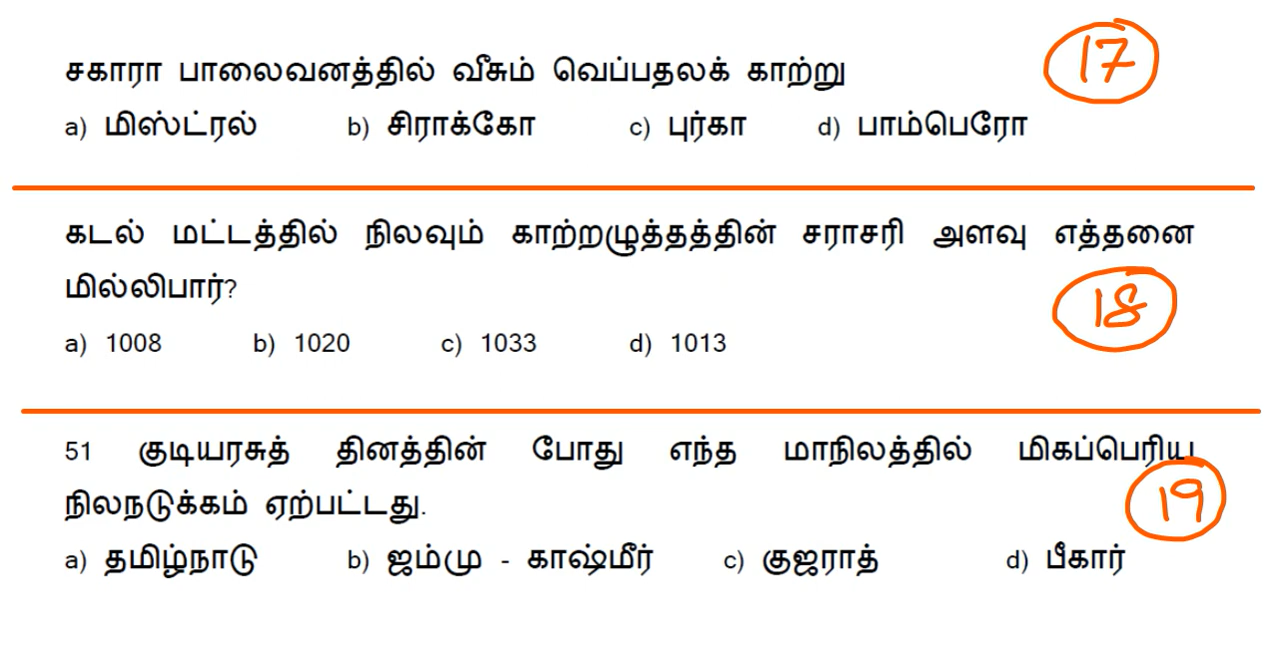 சகாரா பாலைவனத்தில் வீசும் வெப்பதலக் காற்று
17
a) மிஸ்ட்ரல் b) சிராக்கோ c) புர்கா d) பாம்பெரோ
கடல் மட்டத்தில் நிலவும் காற்றழுத்தத்தின் சராசரி அளவு எத்தனை
மில்லிபார்?
18
a) 1008 b) 1020 c) 1033 d) 1013
51 குடியரசுத் தினத்தின் போது எந்த மாநிலத்தில் மிகப்பெரிய
நிலநடுக்கம் ஏற்பட்டது.
19
a) தமிழ்நாடு b) ஜம்மு - காஷ்மீர் c) குஜராத் d) பீகார்